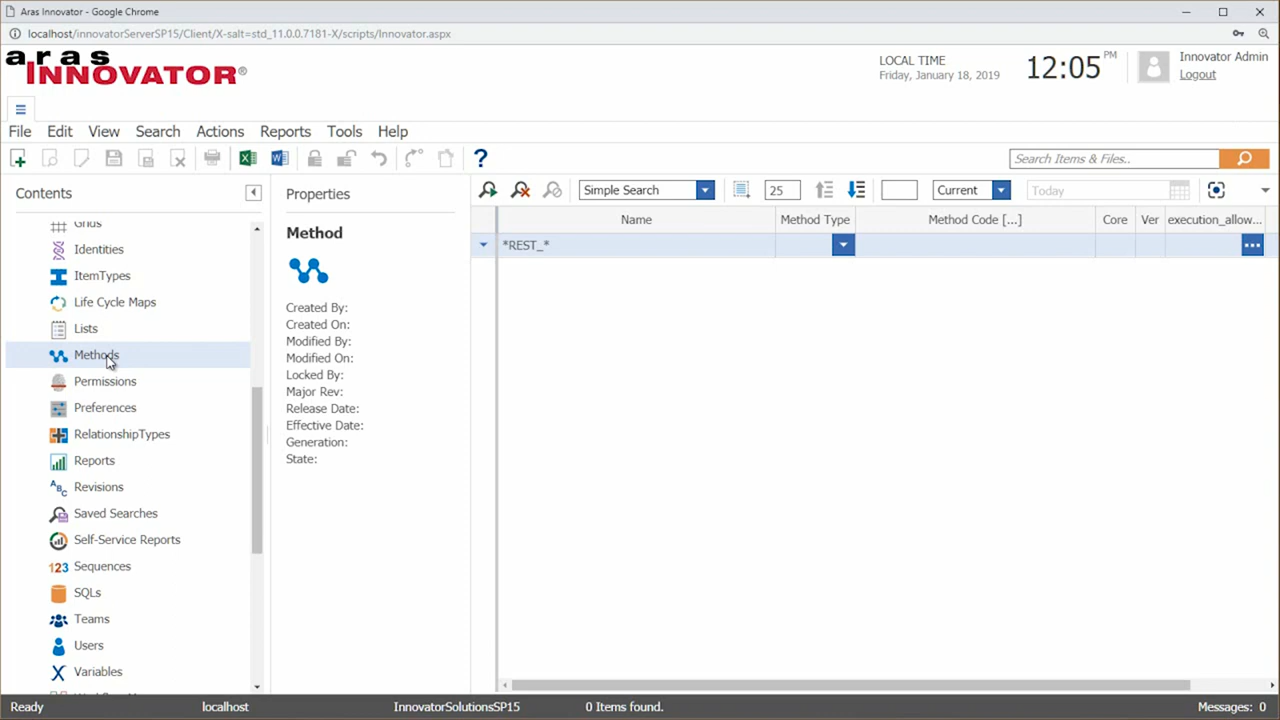 Aras Innovator - Google Chrome
localhost/innovatorServerSP15/Client/X-salt=std_11.0.0.7181-X/scripts/Innovator.aspx
aras
INNOVATOR®
LOCAL TIME
Friday, January 18, 2019
12:05 PM
Innovator Admin
Logout
File Edit View Search Actions Reports Tools Help
Search Items & Files..
Contents
Grids
Identities
ItemTypes
Life Cycle Maps
Lists
Methods
Permissions
Preferences
RelationshipTypes
Reports
Revisions
Saved Searches
Self-Service Reports
123 Sequences
SQLs
Teams
Users
Variables
Properties
Method
Created By:
Created On:
Modified By:
Modified On:
Locked By:
Major Rev:
Release Date:
Effective Date:
Generation:
State:
Simple Search 25 Current Today
Name Method Type Method Code [...] Core Ver execution_allow...
*REST_*
Ready localhost InnovatorSolutionsSP15 0 Items found. Messages: 0